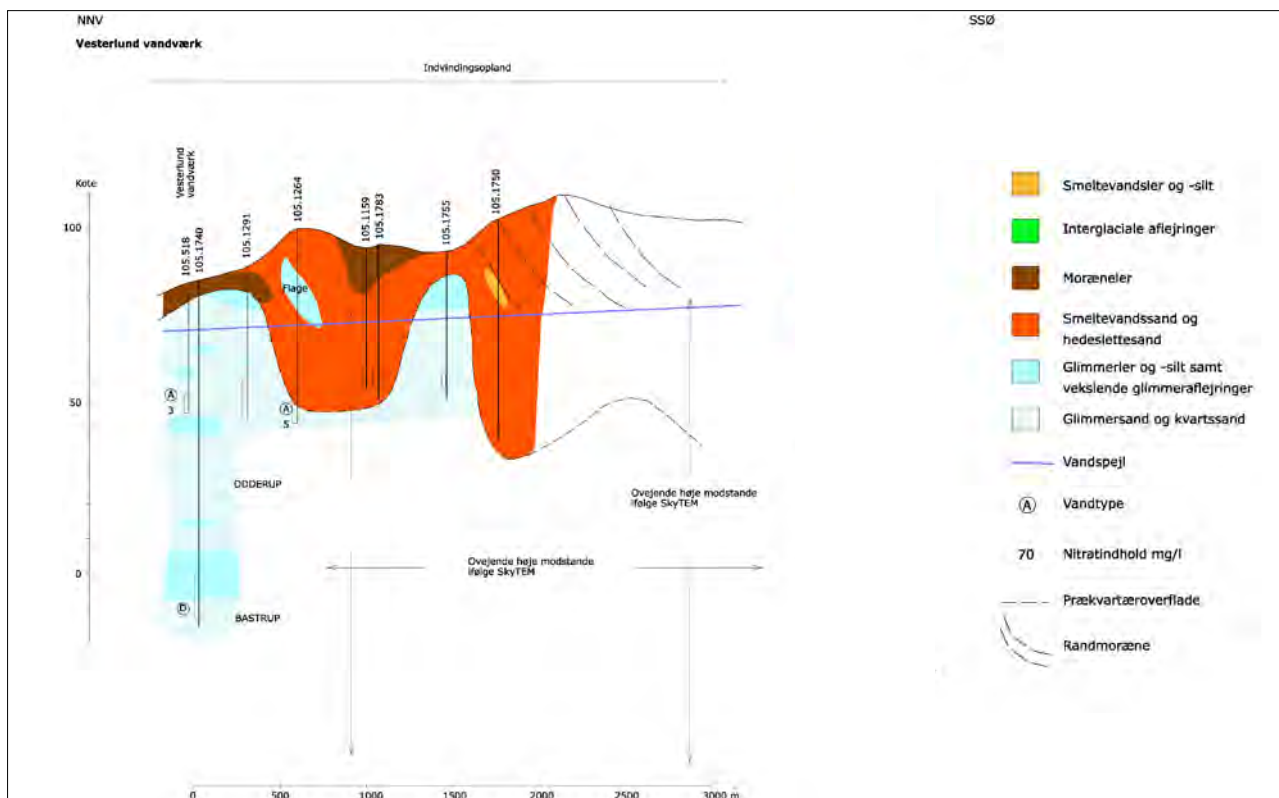 NNV
SSØ
Vesterlund vandværk
Indvindingsopland
Kote
Vesterlund
vandværk
105.518
105.1740
105.1291
105.1264
105.1159
105.1783
105.1755
105.1750
100
50
0
Flage
A
3
A
5
D
ODDERUP
BASTRUP
Ovejende høje modstande
ifølge SkyTEM
Ovejende høje modstande
ifølge SkyTEM
0
500
1000
1500
2000
2500
3000 m
Smeltevandsler og -silt
Interglaciale aflejringer
Moræneler
Smeltevandssand og
hedeslettesand
Glimmerler og -silt samt
vekslende glimmeraflejringer
Glimmersand og kvartssand
Vandspejl
A
Vandtype
70
Nitratindhold mg/l
Prækvartæroverflade
Randmoræne